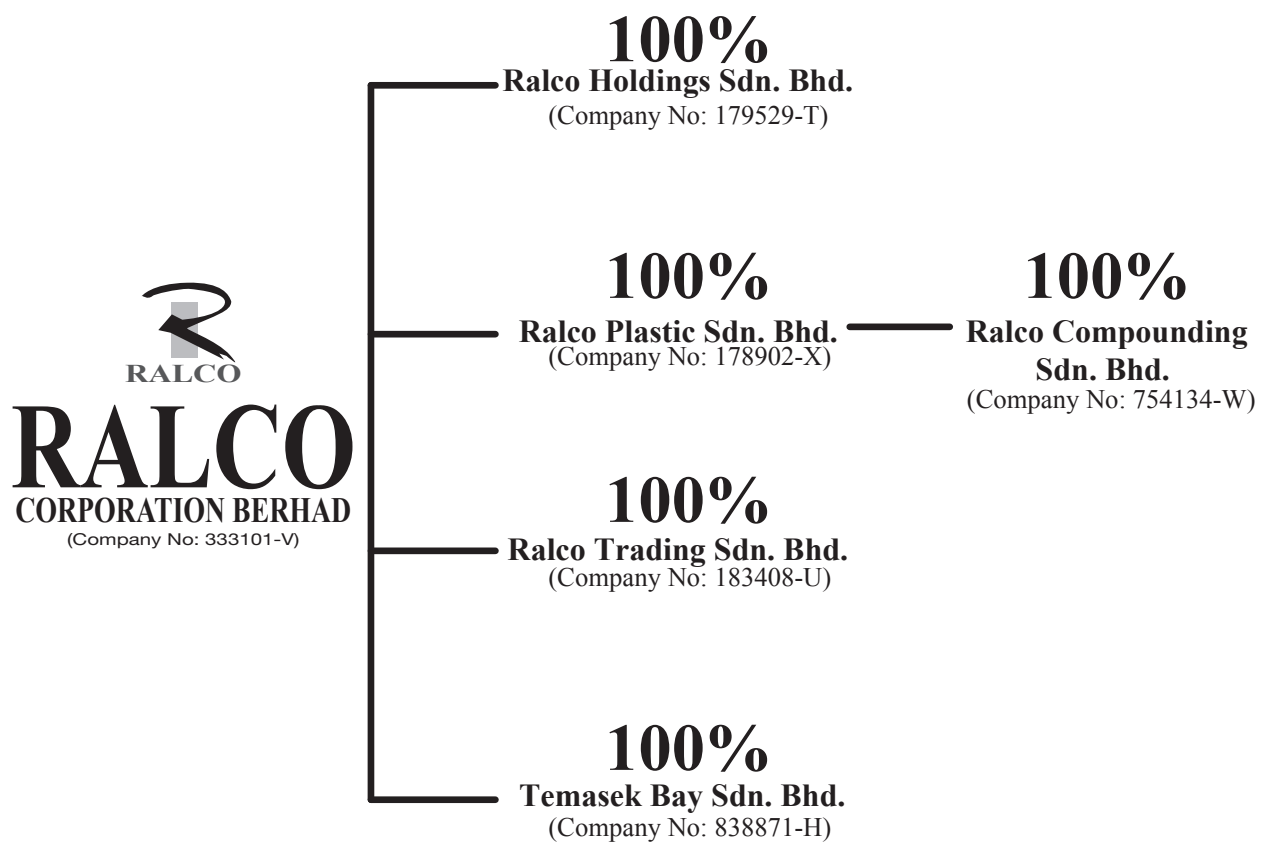 100%
Ralco Holdings Sdn. Bhd.
(Company No: 179529-T)
RALCO
RALCO
CORPORATION BERHAD
(Company No: 333101-V)
100%
Ralco Plastic Sdn. Bhd.
(Company No: 178902-X)
100%
Ralco Compounding
Sdn. Bhd.
(Company No: 754134-W)
100%
Ralco Trading Sdn. Bhd.
(Company No: 183408-U)
100%
Temasek Bay Sdn. Bhd.
(Company No: 838871-H)